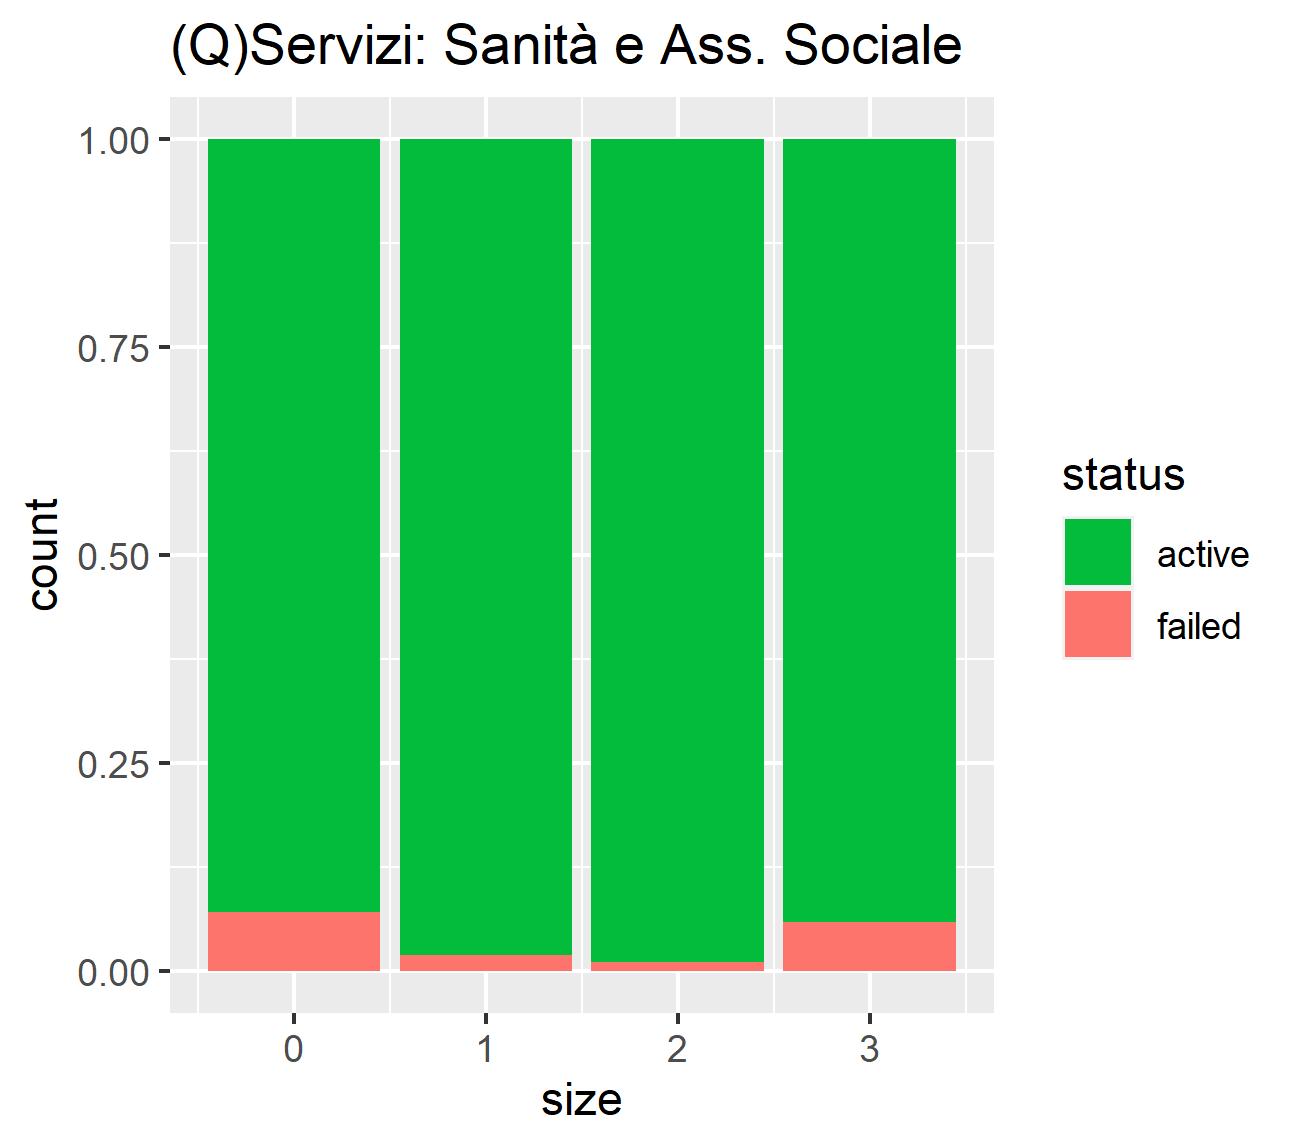 (Q)Servizi: Sanità e Ass. Sociale
1.00
0.75
0.50
0.25
0.00
count
0 1 2 3
size
status
active
failed